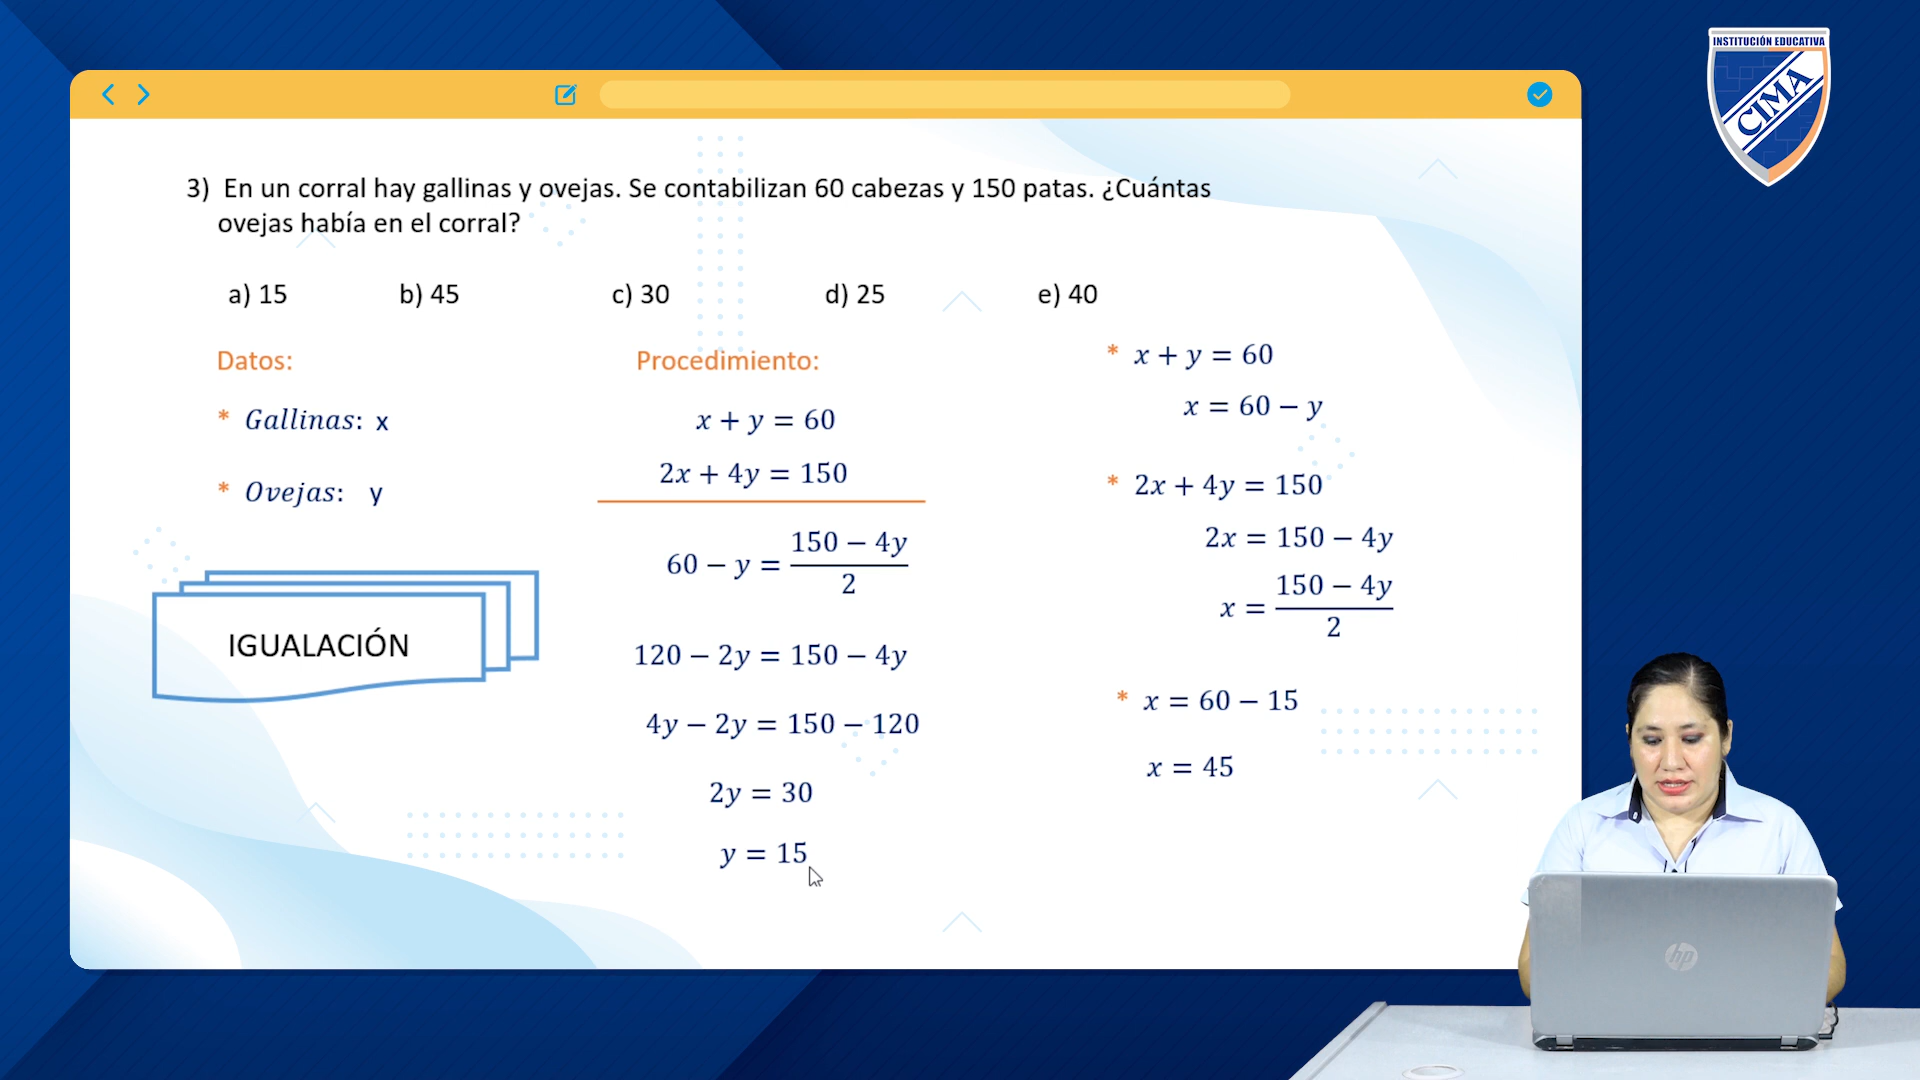 INSTITUCIÓN EDUCATIVA
CIMA
3) En un corral hay gallinas y ovejas. Se contabilizan 60 cabezas y 150 patas. ¿Cuántas
ovejas había en el corral?
a) 15 b) 45 c) 30 d) 25 e) 40
Datos:
* Gallinas: x
* Ovejas: y
IGUALACIÓN
Procedimiento:
x + y = 60
2x + 4y = 150
60 − y = (150 − 4y)/2
120 − 2y = 150 − 4y
4y − 2y = 150 − 120
2y = 30
y = 15
* x + y = 60
x = 60 − y
* 2x + 4y = 150
2x = 150 − 4y
x = (150 − 4y)/2
* x = 60 − 15
x = 45
hp